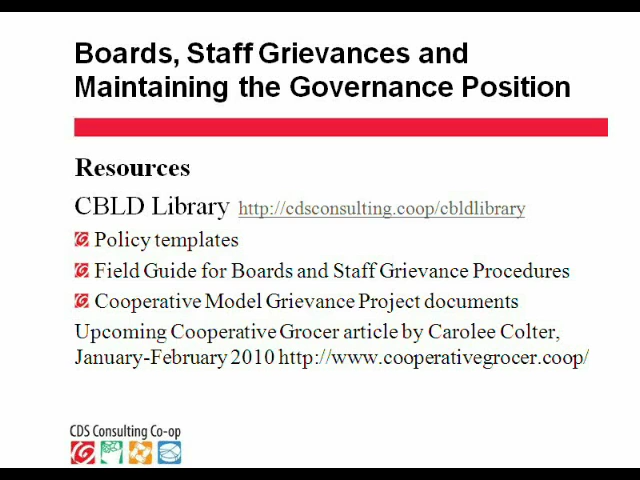 Boards, Staff Grievances and
Maintaining the Governance Position
Resources
CBLD Library http://cdsconsulting.coop/cbldlibrary
Policy templates
Field Guide for Boards and Staff Grievance Procedures
Cooperative Model Grievance Project documents
Upcoming Cooperative Grocer article by Carolee Colter,
January-February 2010 http://www.cooperativegrocer.coop/
CDS Consulting Co-op